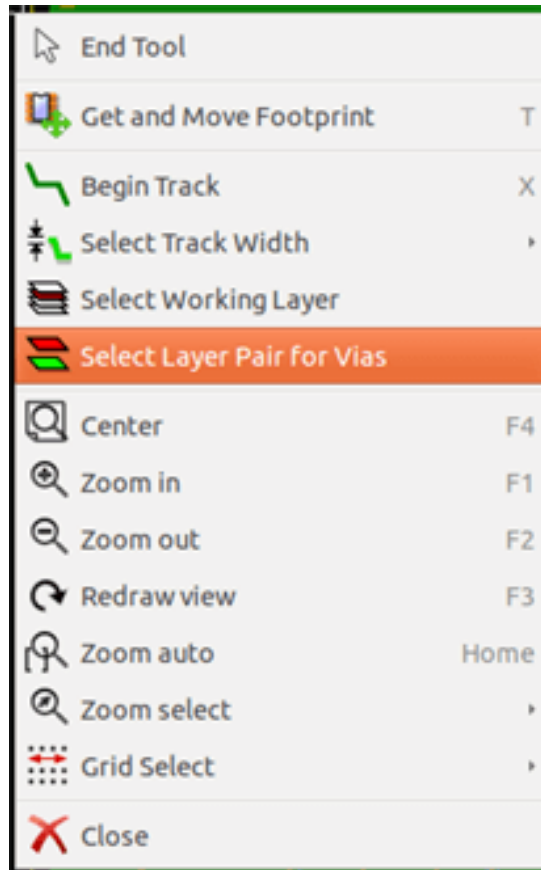 End Tool
Get and Move Footprint T
Begin Track X
Select Track Width
Select Working Layer
Select Layer Pair for Vias
Center F4
Zoom in F1
Zoom out F2
Redraw view F3
Zoom auto Home
Zoom select
Grid Select
Close